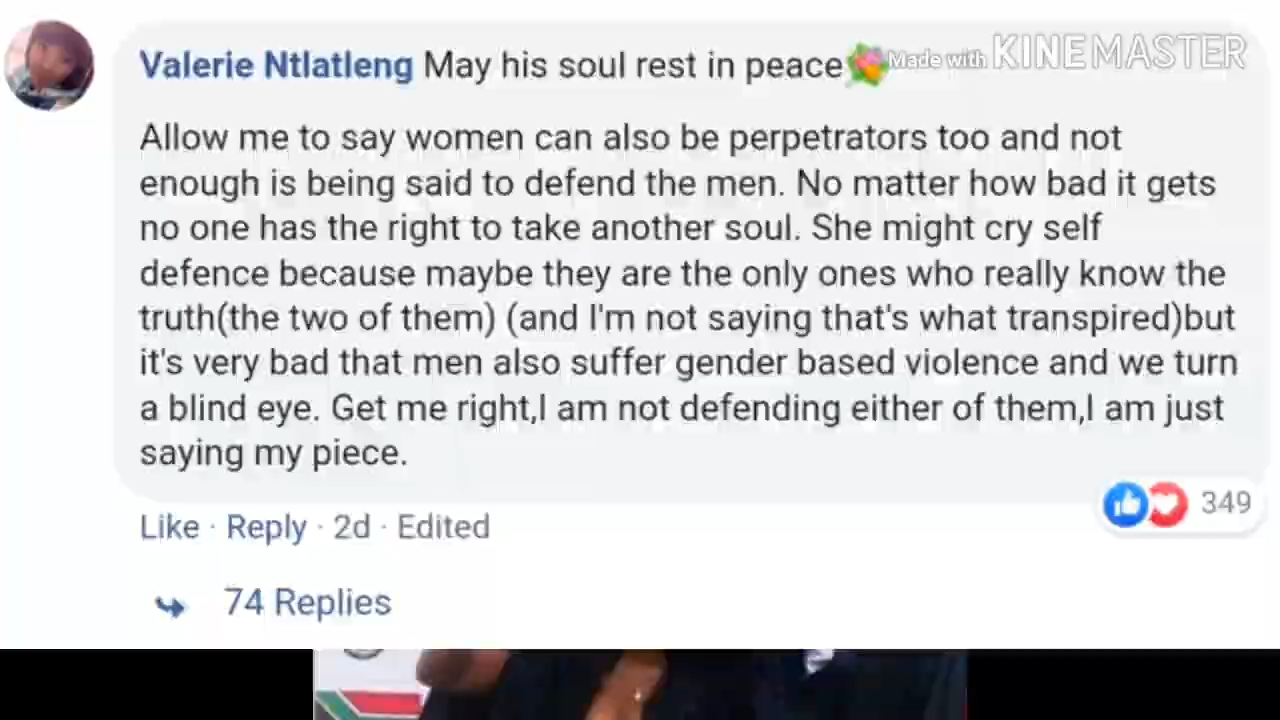 Valerie Ntlatleng May his soul rest in peace💐
Made with KINEMASTER
Allow me to say women can also be perpetrators too and not
enough is being said to defend the men. No matter how bad it gets
no one has the right to take another soul. She might cry self
defence because maybe they are the only ones who really know the
truth(the two of them) (and I'm not saying that's what transpired)but
it's very bad that men also suffer gender based violence and we turn
a blind eye. Get me right,I am not defending either of them,I am just
saying my piece.
349
Like · Reply · 2d · Edited
74 Replies